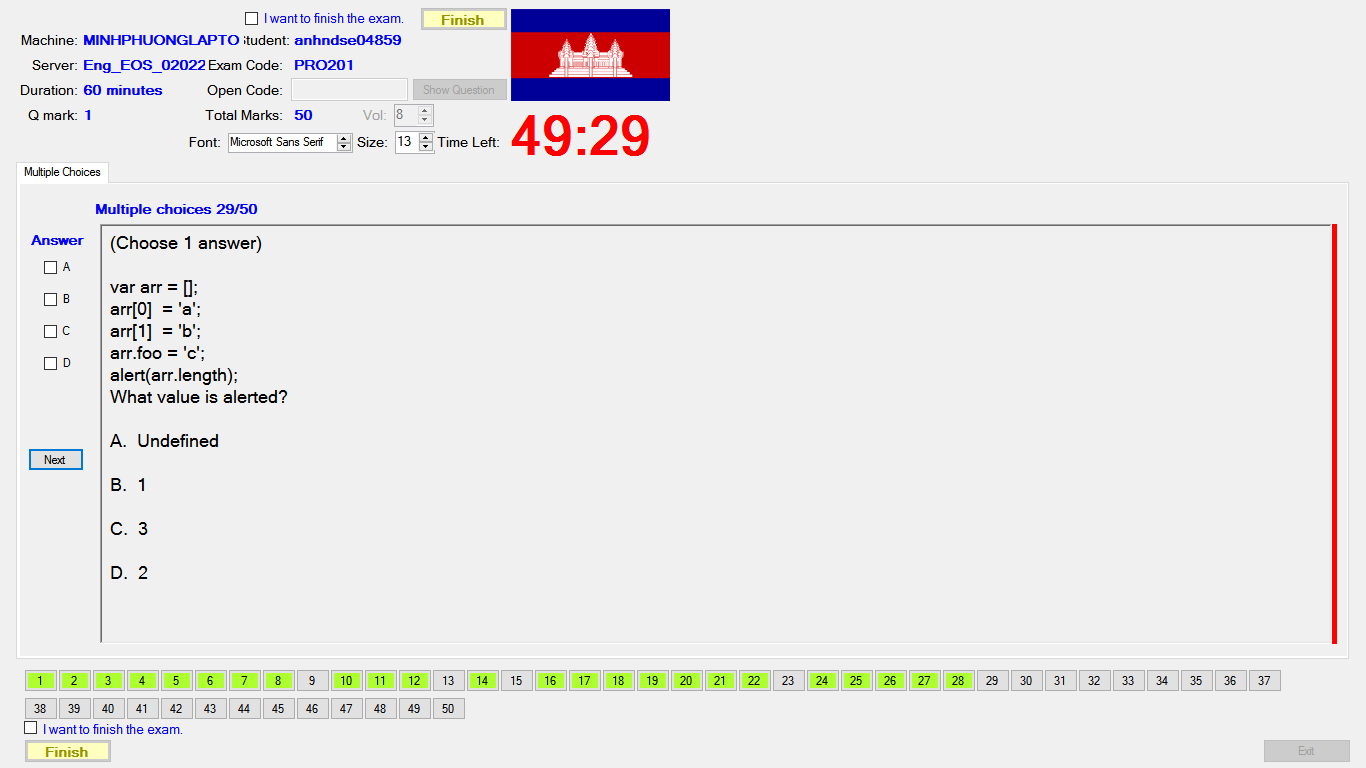 I want to finish the exam.
Finish
Machine: MINHPHUONGLAPTO tudent: anhndse04859
Server: Eng_EOS_02022 Exam Code: PRO201
Duration: 60 minutes Open Code: Show Question
Q mark: 1 Total Marks: 50 Vol: 8
Font: Microsoft Sans Serif Size: 13 Time Left: 49:29
Multiple Choices
Multiple choices 29/50
Answer
A
B
C
D
Next
(Choose 1 answer)
var arr = [];
arr[0] = 'a';
arr[1] = 'b';
arr.foo = 'c';
alert(arr.length);
What value is alerted?
A. Undefined
B. 1
C. 3
D. 2
1 2 3 4 5 6 7 8 9 10 11 12 13 14 15 16 17 18 19 20 21 22 23 24 25 26 27 28 29 30 31 32 33 34 35 36 37
38 39 40 41 42 43 44 45 46 47 48 49 50
I want to finish the exam.
Finish
Exit